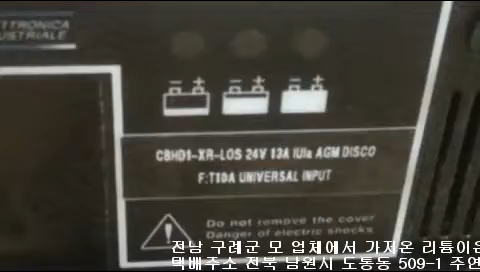 ETTRONICA
USTRIALE
CBHD1-XR-LOS 24V 13A IUIa AGM DISCO
F:T10A UNIVERSAL INPUT
Do not remove the cover
Danger of electric shocks
전남 구례군 모 업체에서 가져온 리튬이온
택배주소 전북 남원시 도통동 509-1 주연